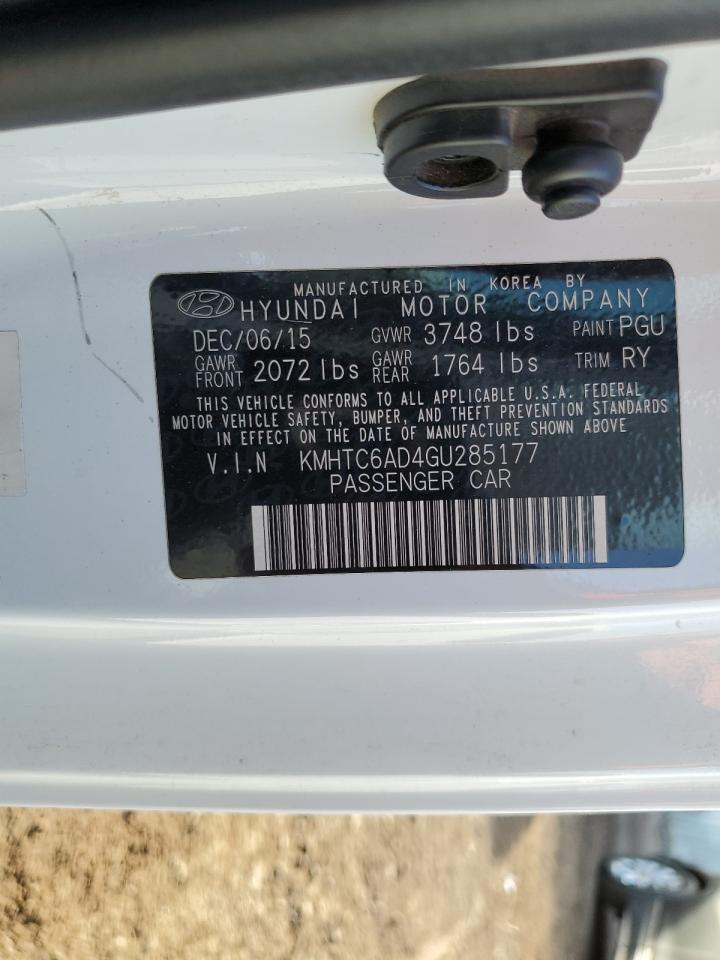 MANUFACTURED IN KOREA BY
HYUNDAI MOTOR COMPANY
DEC/06/15 GVWR 3748 lbs PAINT PGU
GAWR FRONT 2072 lbs GAWR REAR 1764 lbs TRIM RY
THIS VEHICLE CONFORMS TO ALL APPLICABLE U.S.A. FEDERAL
MOTOR VEHICLE SAFETY, BUMPER, AND THEFT PREVENTION STANDARDS
IN EFFECT ON THE DATE OF MANUFACTURE SHOWN ABOVE
V.I.N KMHTC6AD4GU285177
PASSENGER CAR